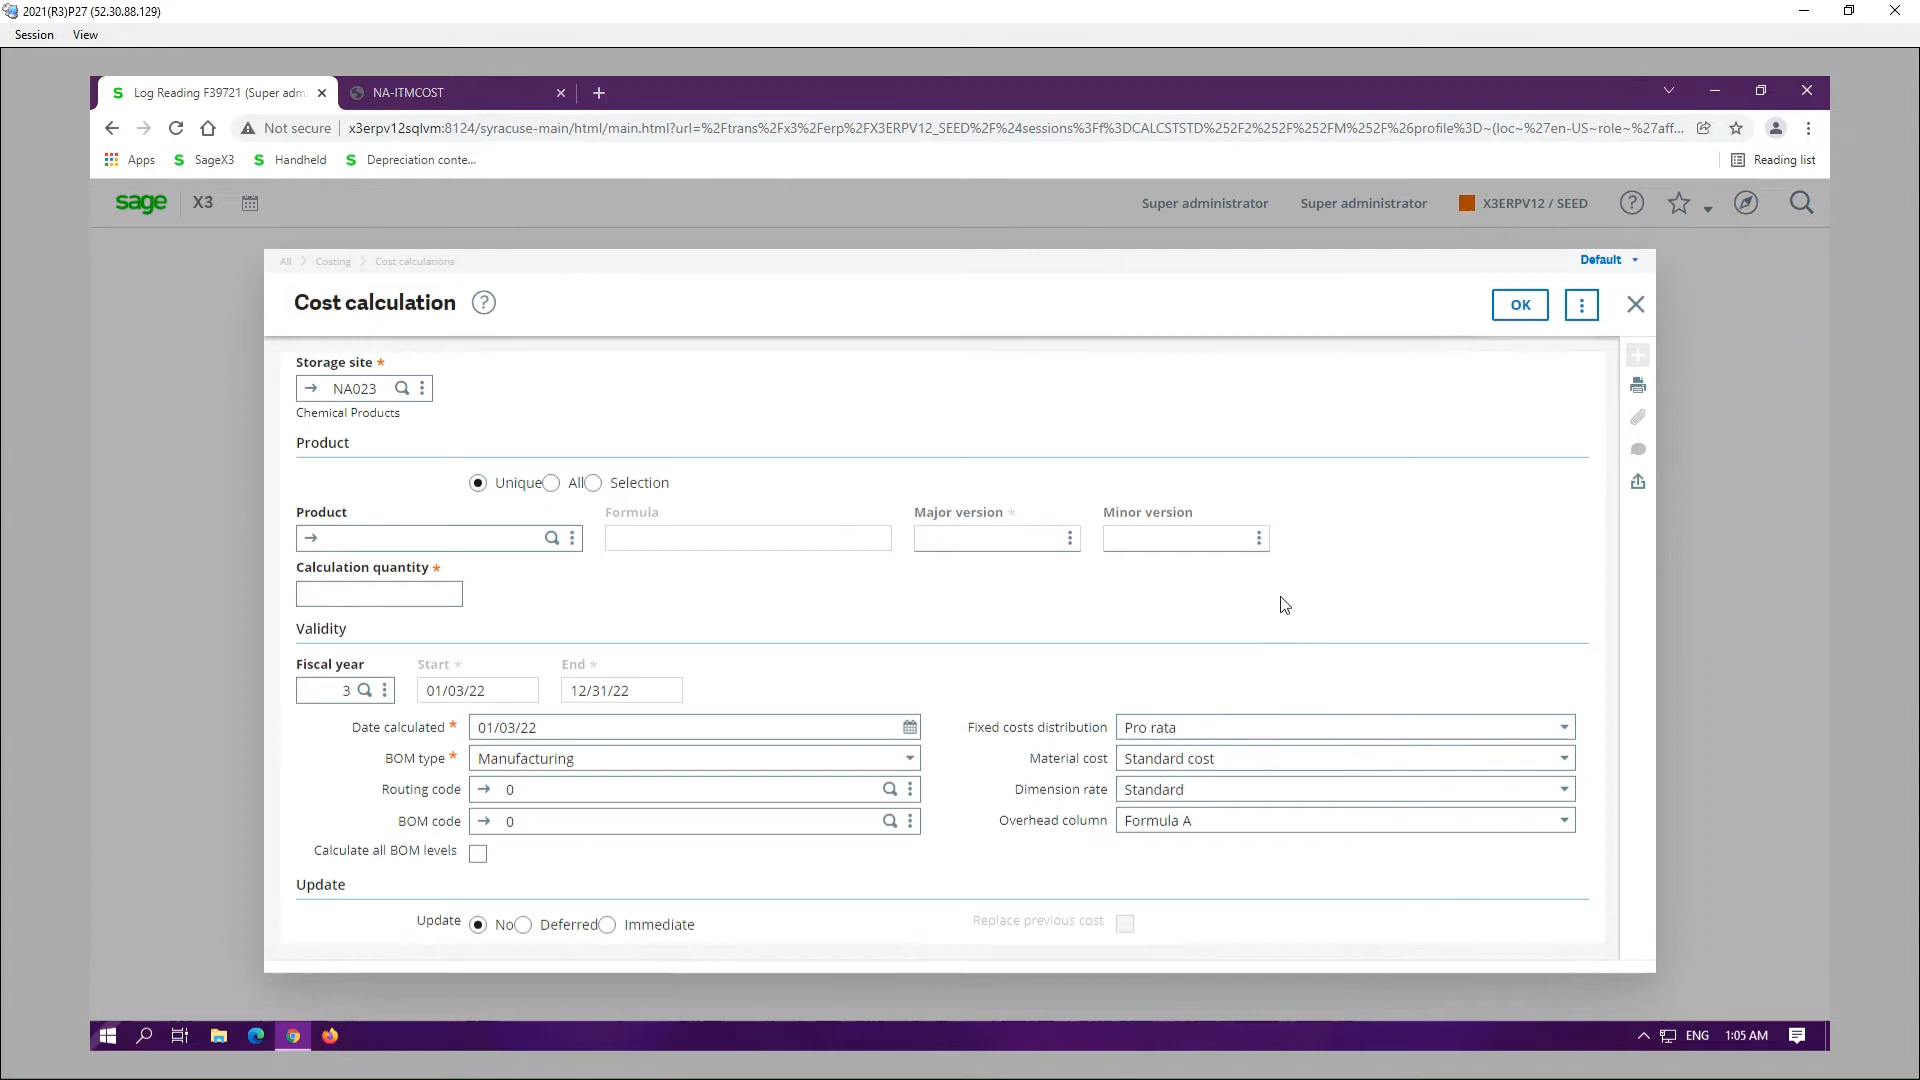 2021(R3)P27 (52.30.88.129)
Session View
Log Reading F39721 (Super adm
NA-ITMCOST
Not secure x3erpv12sqlvm:8124/syracuse-main/html/main.html?url=%2Ftrans%2Fx3%2Ferp%2FX3ERPV12_SEED%2F%24sessions%3Ff%3DCALCSTSTD%252F2%252F%252FM%252F%26profile%3D~(loc~%27en-US~role~%27aff...
Apps SageX3 Handheld Depreciation conte... Reading list
sage X3 Super administrator Super administrator X3ERPV12 / SEED
All Costing Cost calculations Default
Cost calculation OK
Storage site *
NA023
Chemical Products
Product
Unique All Selection
Product Formula Major version * Minor version
Calculation quantity *
Validity
Fiscal year Start * End *
3 01/03/22 12/31/22
Date calculated * 01/03/22 Fixed costs distribution Pro rata
BOM type * Manufacturing Material cost Standard cost
Routing code 0 Dimension rate Standard
BOM code 0 Overhead column Formula A
Calculate all BOM levels
Update
Update No Deferred Immediate Replace previous cost
ENG 1:05 AM